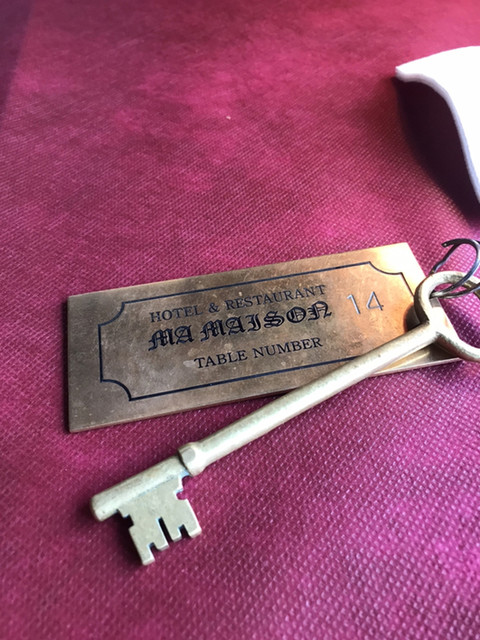 HOTEL & RESTAURANT
MA MAISON 14
TABLE NUMBER